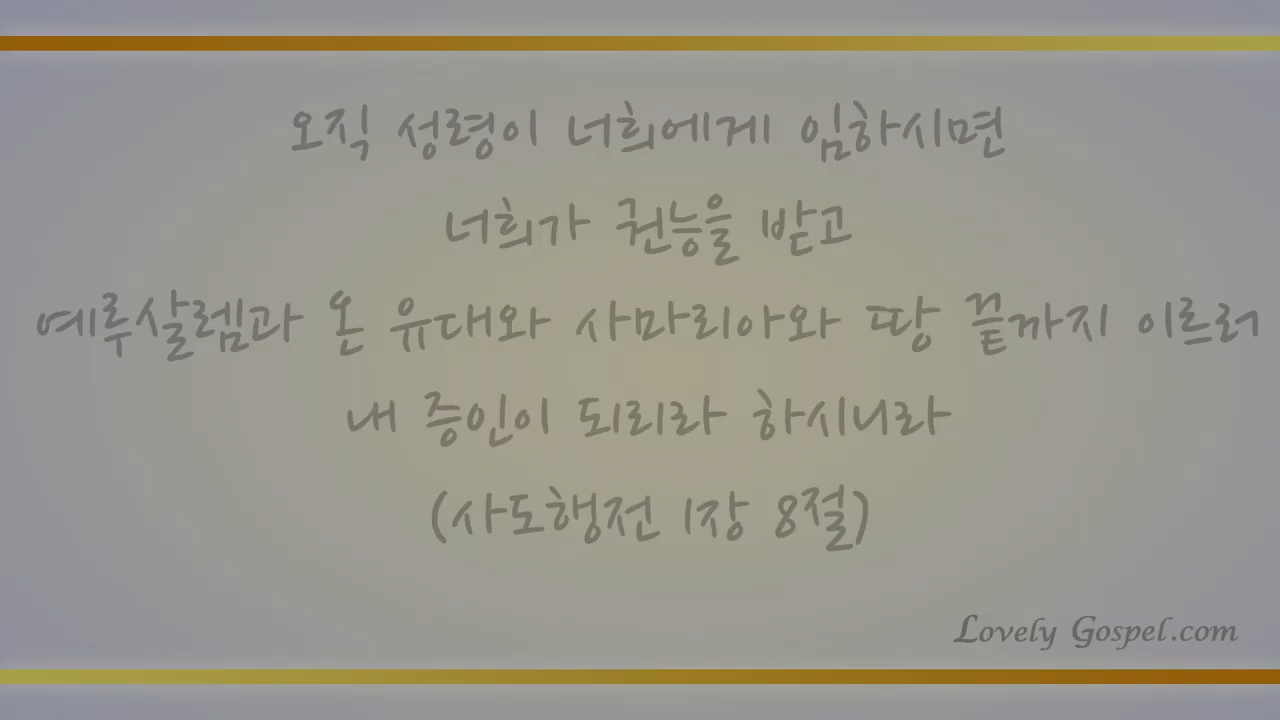 오직 성령이 너희에게 임하시면
너희가 권능을 받고
예루살렘과 온 유대와 사마리아와 땅 끝까지 이르러
내 증인이 되리라 하시니라
(사도행전 1장 8절)
Lovely Gospel.com